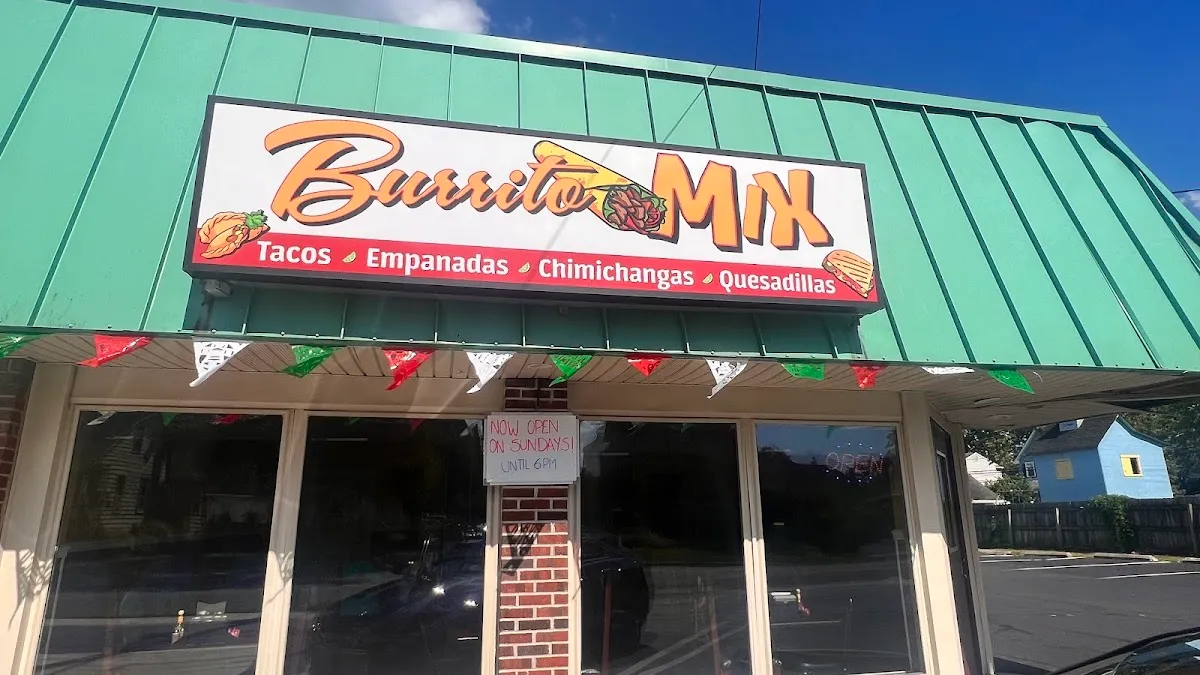 Burrito MiX
Tacos Empanadas Chimichangas Quesadillas
NOW OPEN
ON SUNDAYS!
UNTIL 6PM
OPEN